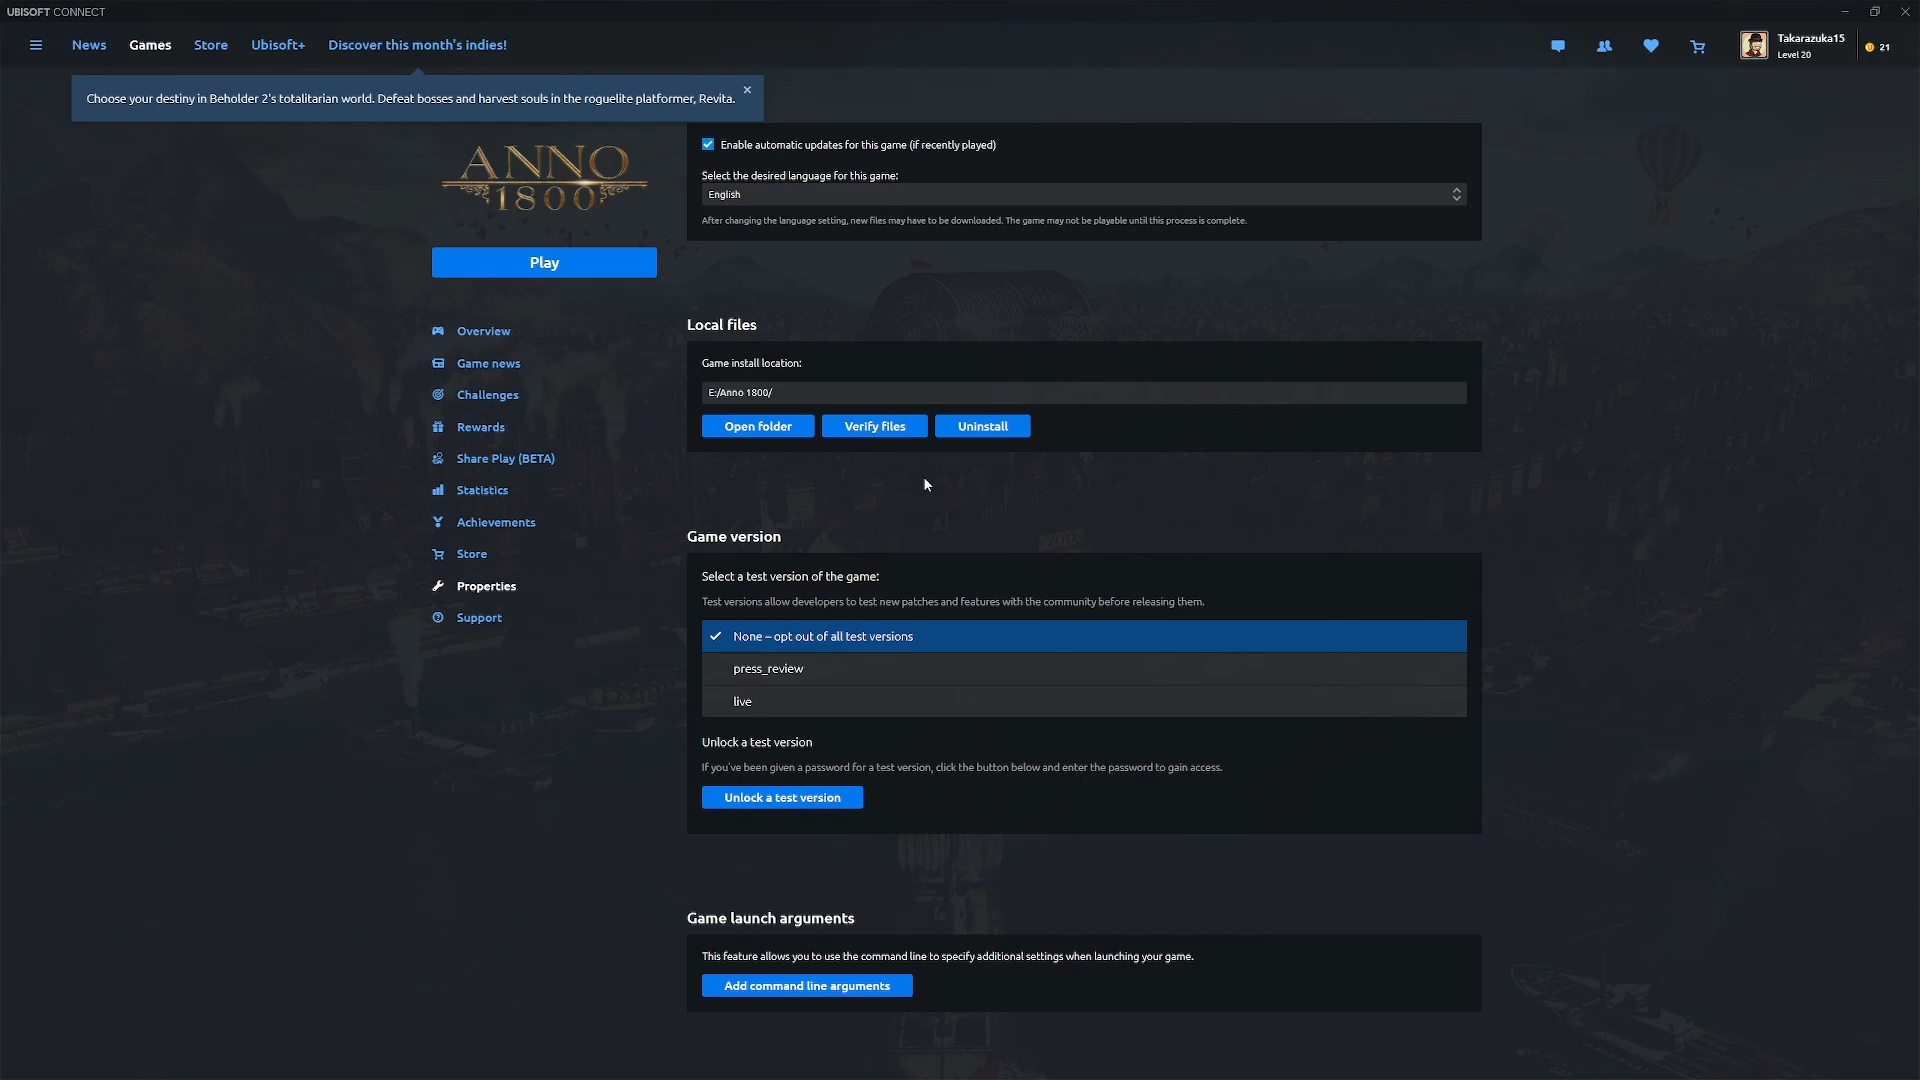 UBISOFT CONNECT
News Games Store Ubisoft+ Discover this month's indies!
Takarazuka15
Level 20
21
Choose your destiny in Beholder 2's totalitarian world. Defeat bosses and harvest souls in the roguelite platformer, Revita.
ANNO
1800
Play
Overview
Game news
Challenges
Rewards
Share Play (BETA)
Statistics
Achievements
Store
Properties
Support
Enable automatic updates for this game (if recently played)
Select the desired language for this game:
English
After changing the language setting, new files may have to be downloaded. The game may not be playable until this process is complete.
Local files
Game install location:
E:/Anno 1800/
Open folder Verify files Uninstall
Game version
Select a test version of the game:
Test versions allow developers to test new patches and features with the community before releasing them.
None – opt out of all test versions
press_review
live
Unlock a test version
If you've been given a password for a test version, click the button below and enter the password to gain access.
Unlock a test version
Game launch arguments
This feature allows you to use the command line to specify additional settings when launching your game.
Add command line arguments